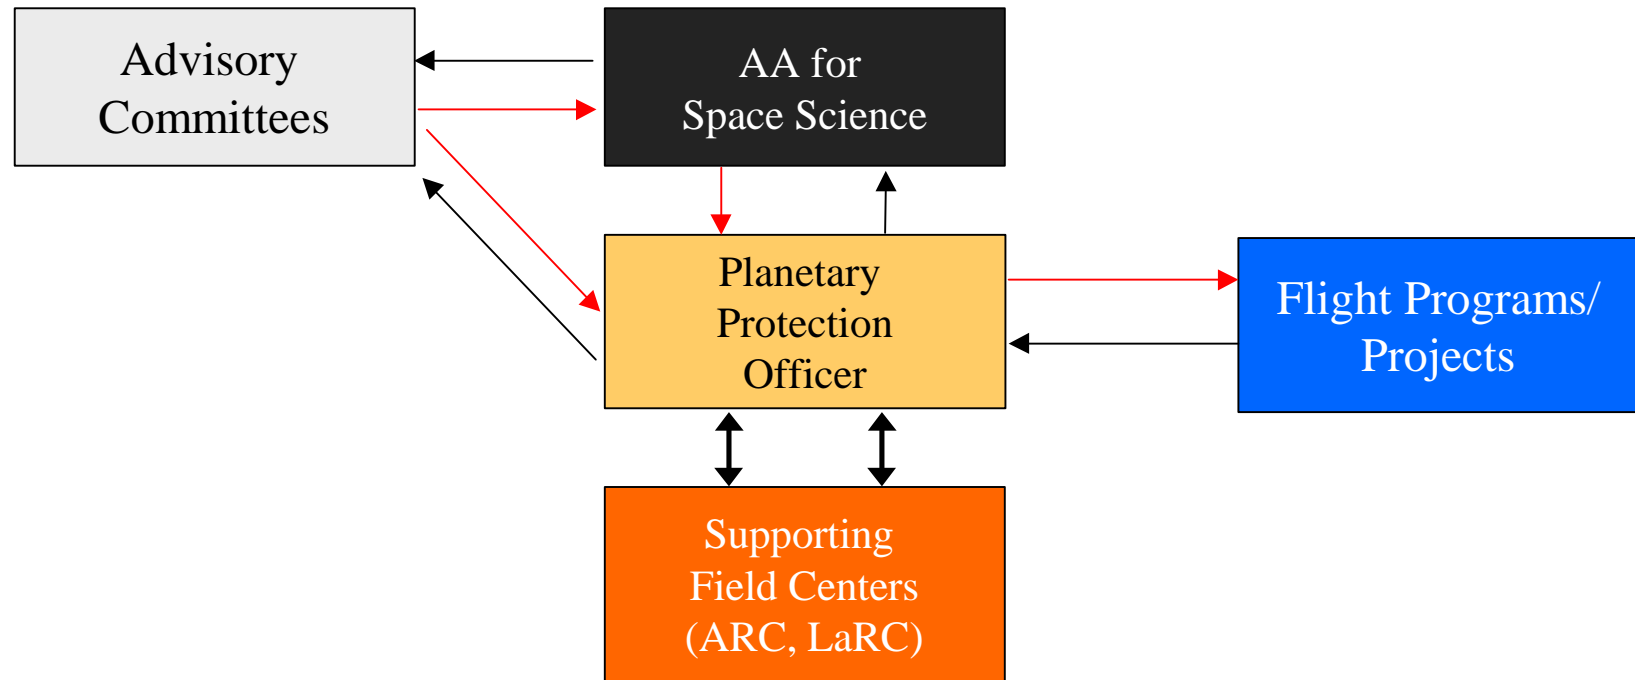 Advisory
Committees
AA for
Space Science
Planetary
Protection
Officer
Flight Programs/
Projects
Supporting
Field Centers
(ARC, LaRC)